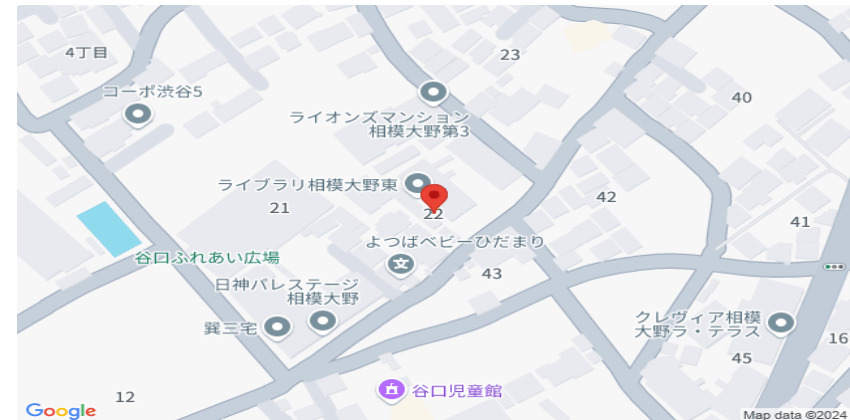 4丁目
23
コーポ渋谷5
40
ライオンズマンション
相模大野第3
ライブラリ相模大野東
42
21
22
41
よつばベビーひだまり
谷口ふれあい広場
43
日神パレステージ
相模大野
クレヴィア相模
大野ラ・テラス
巽三宅
16
45
谷口児童館
12
Google
Map data ©2024
文